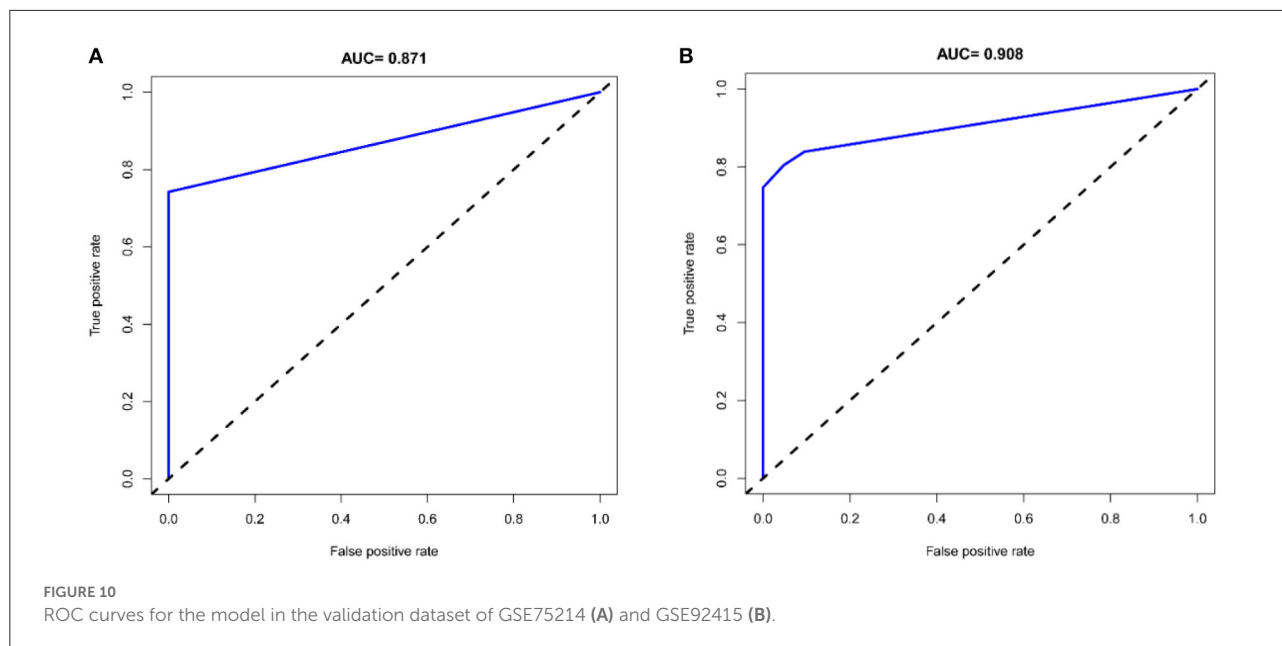 A
AUC= 0.871
1.0
0.8
0.6
0.4
0.2
0.0
True positive rate
0.0 0.2 0.4 0.6 0.8 1.0
False positive rate
B
AUC= 0.908
1.0
0.8
0.6
0.4
0.2
0.0
True positive rate
0.0 0.2 0.4 0.6 0.8 1.0
False positive rate
FIGURE 10
ROC curves for the model in the validation dataset of GSE75214 (A) and GSE92415 (B).